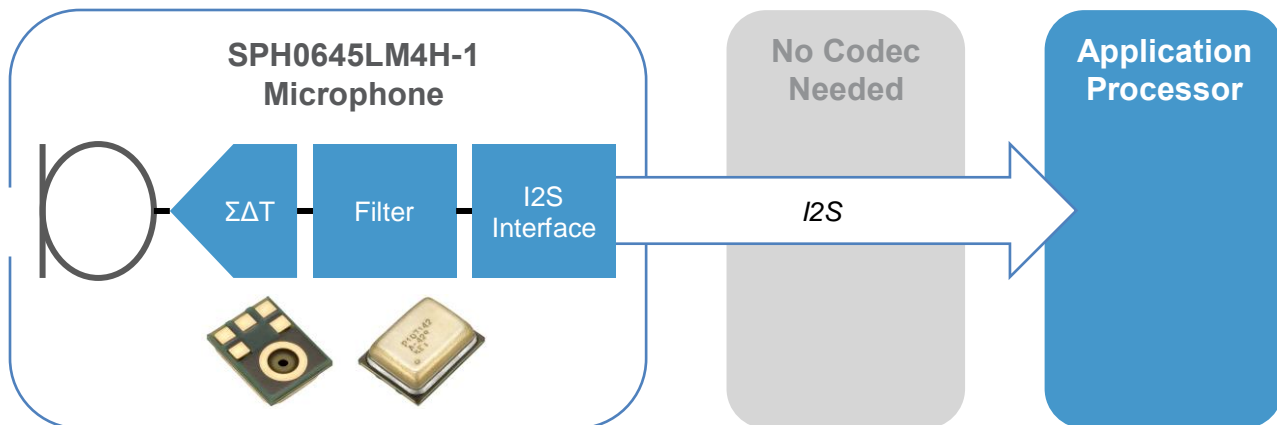 SPH0645LM4H-1
Microphone
No Codec
Needed
Application
Processor
ΣΔT
Filter
I2S
Interface
I2S